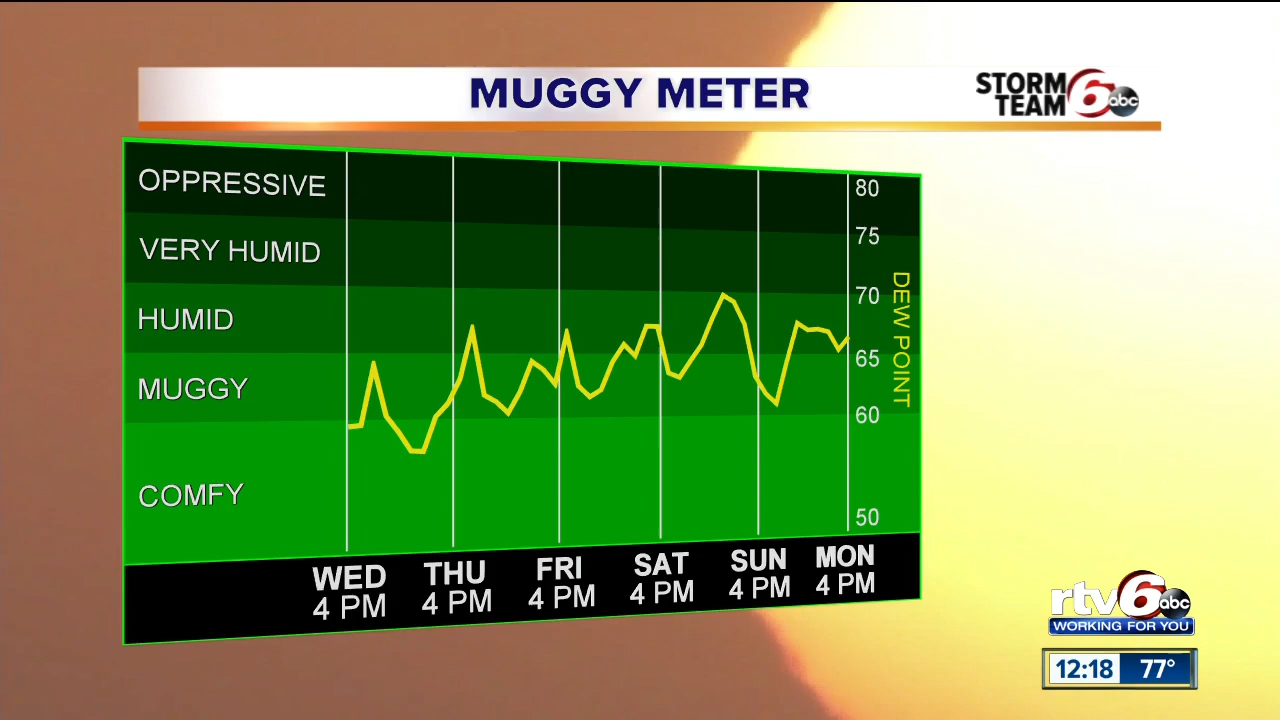 MUGGY METER
STORM
TEAM 6 abc
OPPRESSIVE
VERY HUMID
HUMID
MUGGY
COMFY
80
75
70
65
60
50
DEW POINT
WED THU FRI SAT SUN MON
4 PM 4 PM 4 PM 4 PM 4 PM 4 PM
rtv6 abc
WORKING FOR YOU
12:18 77°